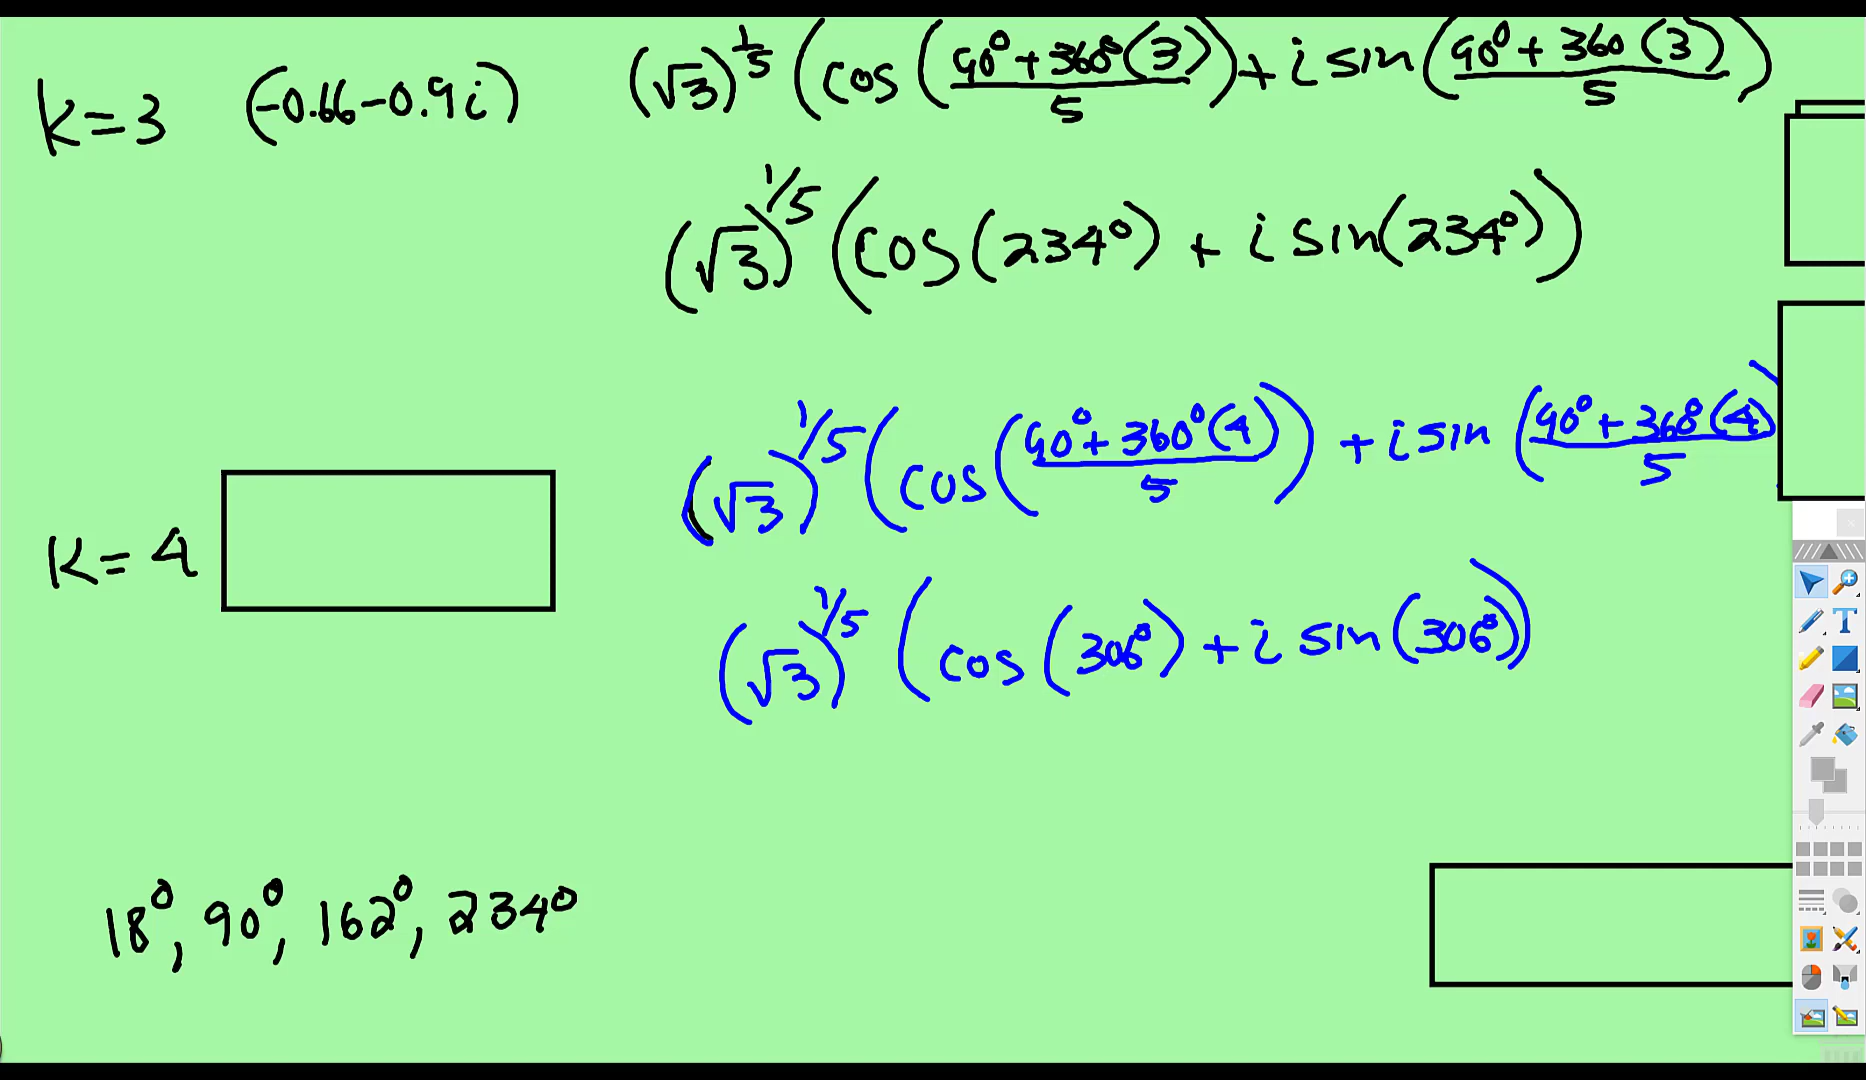 k=3 (-0.66-0.9i) (√3)^1/5 (cos (90°+360°(3)/5) + i sin (90°+360(3)/5)
(√3)^1/5 (cos(234°) + i sin(234°))
(√3)^1/5 (cos (90°+360°(4)/5)) + i sin (90°+360(4)/5)
K=4
(√3)^1/5 (cos (306°) + i sin(306°))
18°, 90°, 162°, 234°